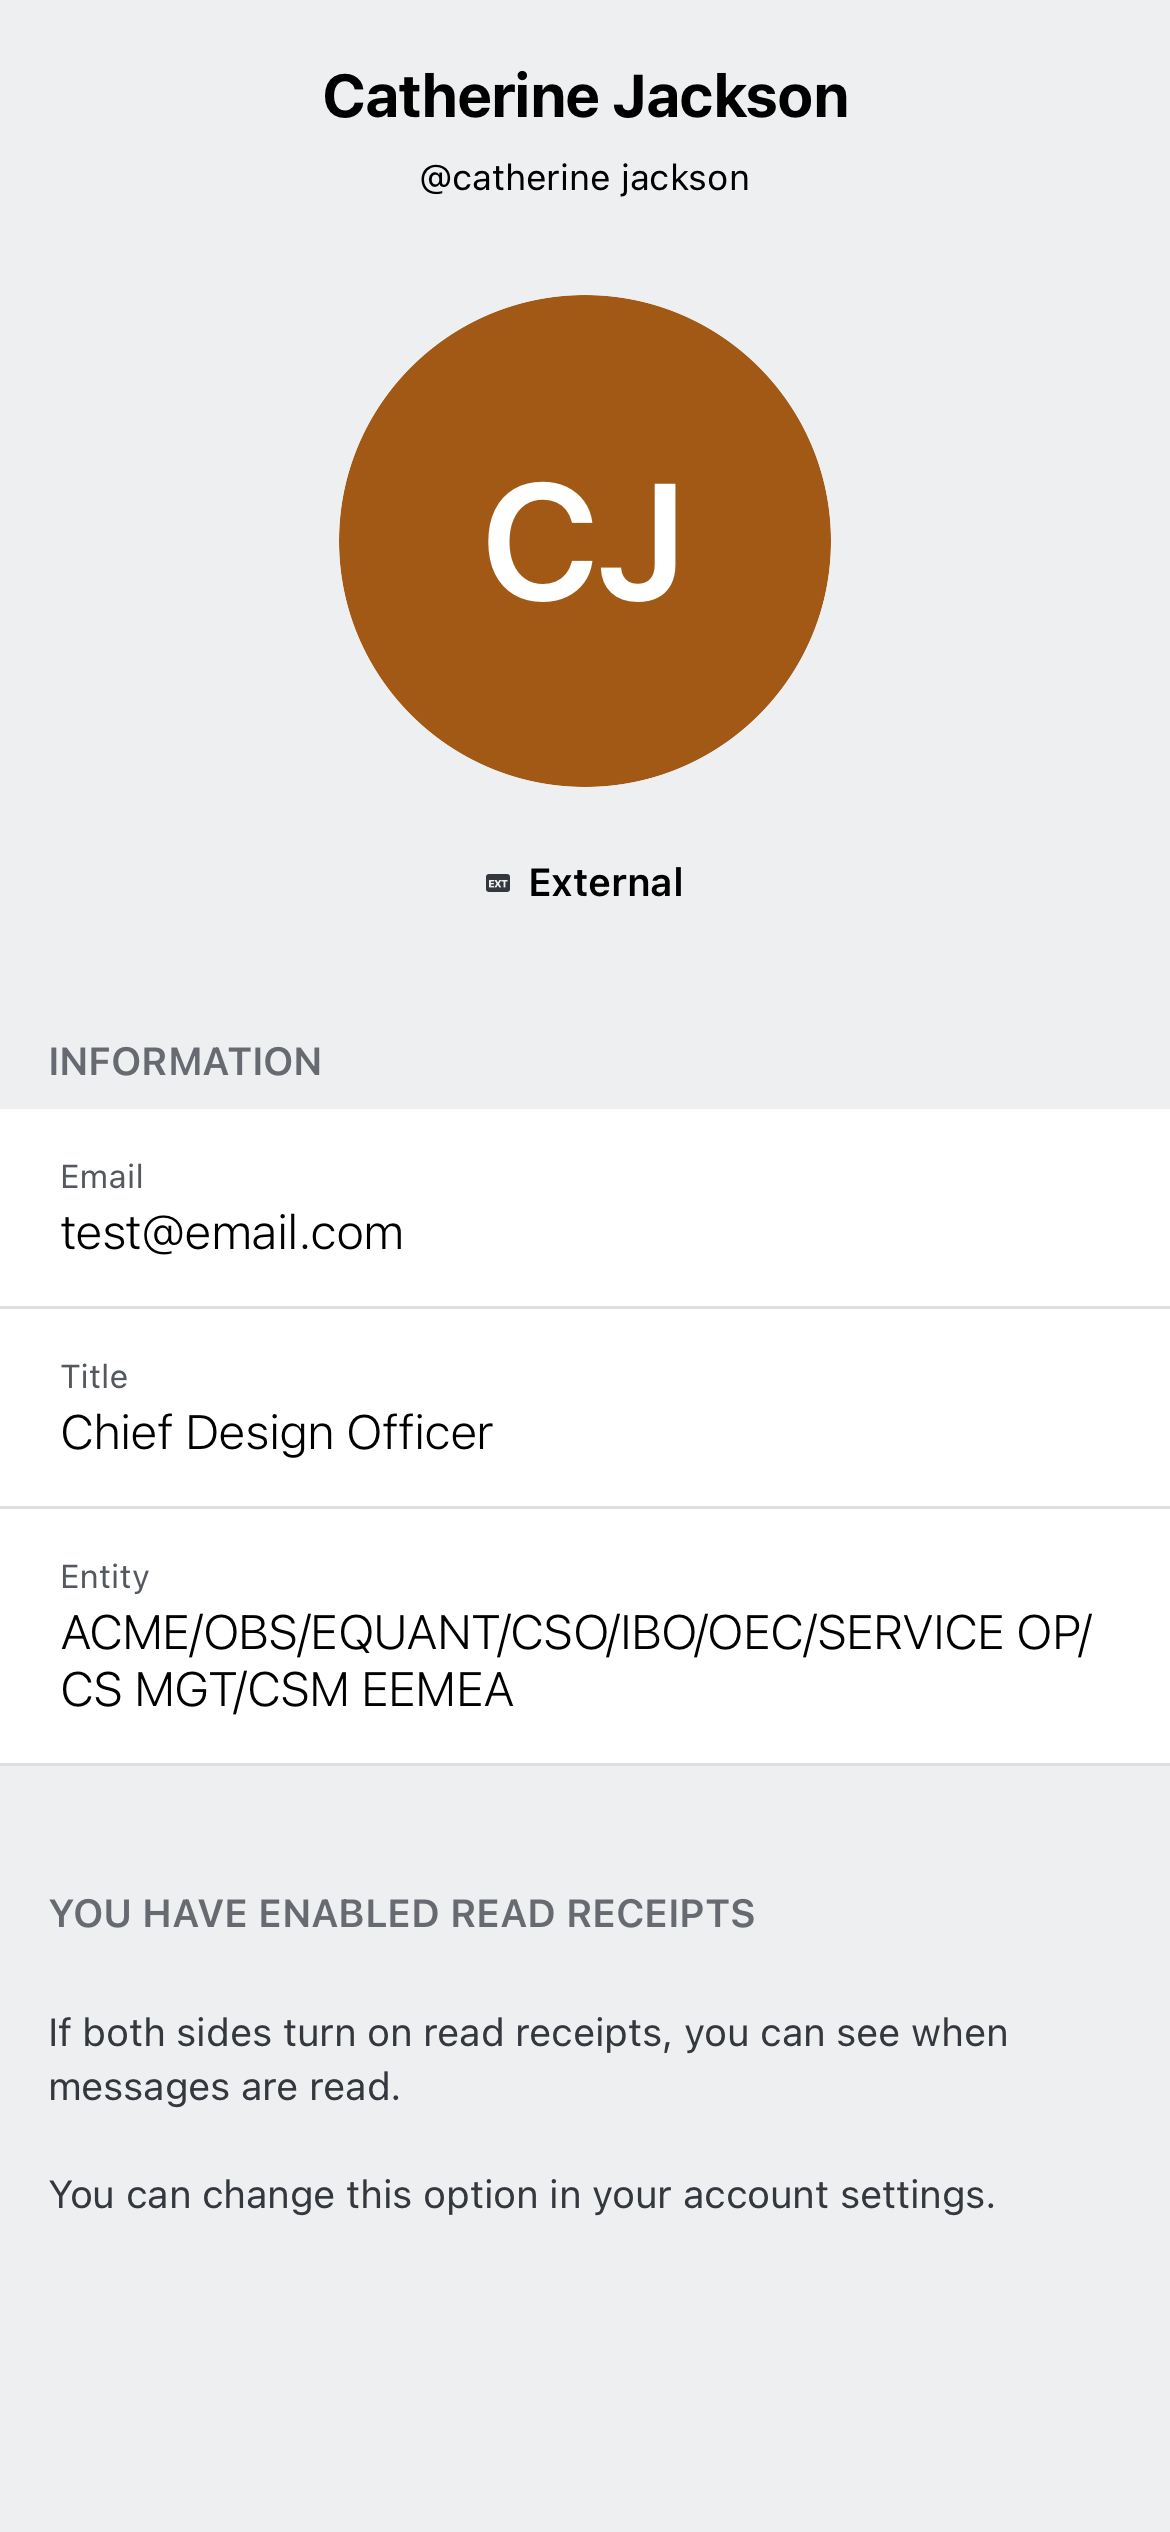 Catherine Jackson
@catherine jackson
CJ
EXT External
INFORMATION
Email
test@email.com
Title
Chief Design Officer
Entity
ACME/OBS/EQUANT/CSO/IBO/OEC/SERVICE OP/
CS MGT/CSM EEMEA
YOU HAVE ENABLED READ RECEIPTS
If both sides turn on read receipts, you can see when
messages are read.
You can change this option in your account settings.